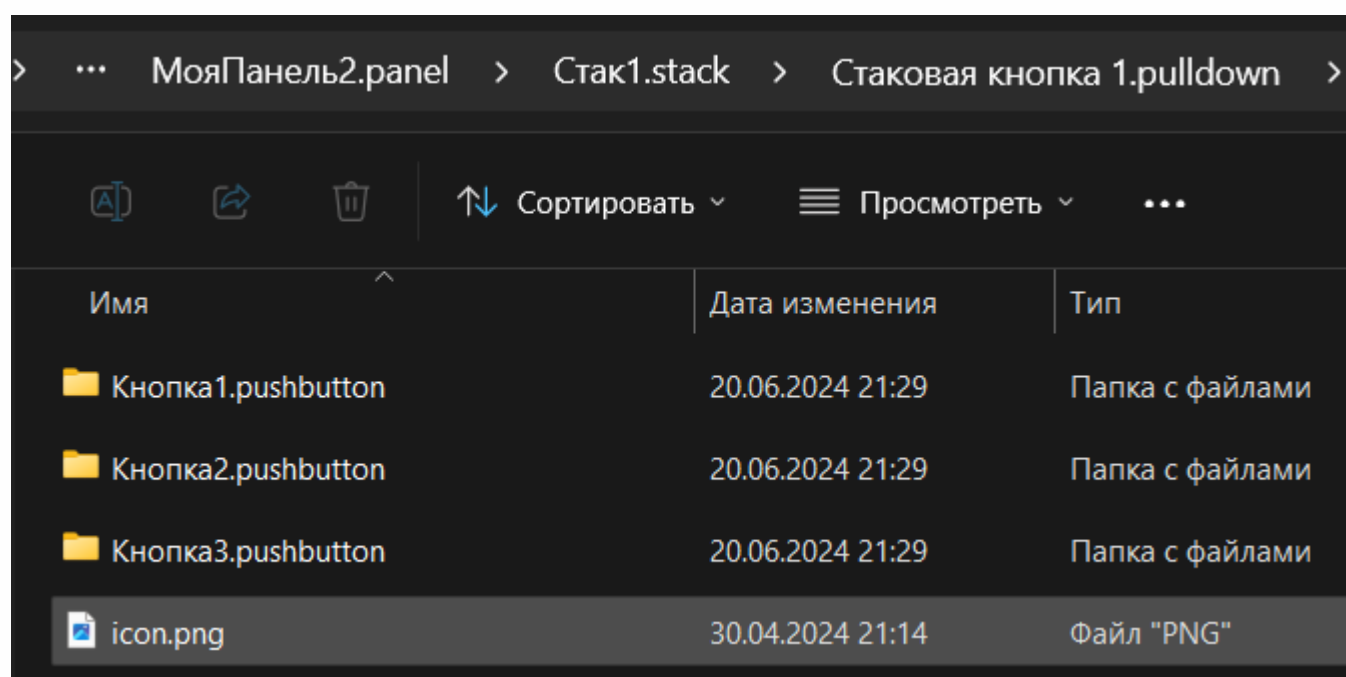 › ··· МояПанель2.panel › Стак1.stack › Стаковая кнопка 1.pulldown ›
Сортировать Просмотреть ···
Имя Дата изменения Тип
Кнопка1.pushbutton 20.06.2024 21:29 Папка с файлами
Кнопка2.pushbutton 20.06.2024 21:29 Папка с файлами
Кнопка3.pushbutton 20.06.2024 21:29 Папка с файлами
icon.png 30.04.2024 21:14 Файл "PNG"